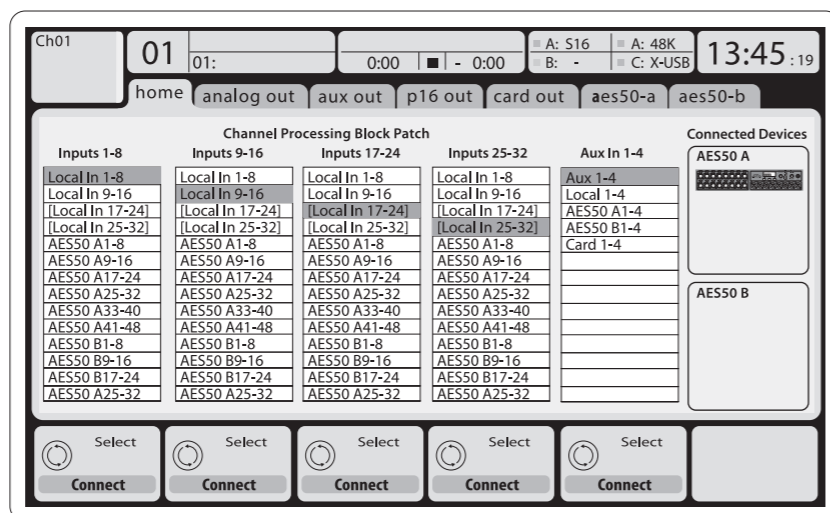 Ch01
01
01:
0:00 - 0:00
A: S16 A: 48K
B: - C: X-USB
13:45 :19
home analog out aux out p16 out card out aes50-a aes50-b
Channel Processing Block Patch
Connected Devices
Inputs 1-8 Inputs 9-16 Inputs 17-24 Inputs 25-32 Aux In 1-4
AES50 A
Local In 1-8 Local In 1-8 Local In 1-8 Local In 1-8 Aux 1-4
Local In 9-16 Local In 9-16 Local In 9-16 Local In 9-16 Local 1-4
[Local In 17-24] [Local In 17-24] [Local In 17-24] [Local In 17-24] AES50 A1-4
[Local In 25-32] [Local In 25-32] [Local In 25-32] [Local In 25-32] AES50 B1-4
AES50 A1-8 AES50 A1-8 AES50 A1-8 AES50 A1-8 Card 1-4
AES50 A9-16 AES50 A9-16 AES50 A9-16 AES50 A9-16
AES50 A17-24 AES50 A17-24 AES50 A17-24 AES50 A17-24
AES50 A25-32 AES50 A25-32 AES50 A25-32 AES50 A25-32
AES50 B
AES50 A33-40 AES50 A33-40 AES50 A33-40 AES50 A33-40
AES50 A41-48 AES50 A41-48 AES50 A41-48 AES50 A41-48
AES50 B1-8 AES50 B1-8 AES50 B1-8 AES50 B1-8
AES50 B9-16 AES50 B9-16 AES50 B9-16 AES50 B9-16
AES50 B17-24 AES50 B17-24 AES50 B17-24 AES50 B17-24
AES50 A25-32 AES50 A25-32 AES50 A25-32 AES50 A25-32
Select Select Select Select Select
Connect Connect Connect Connect Connect